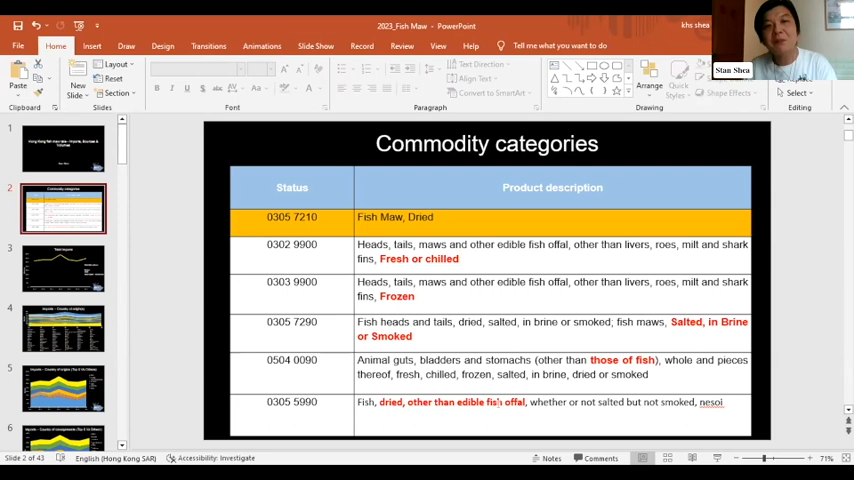 2023_Fish Maw - PowerPoint
khs shea
File Home Insert Draw Design Transitions Animations Slide Show Record Review View Help Tell me what you want to do
Paste
Clipboard
New
Slide
Layout
Reset
Section
Slides
Font
Text Direction
Align Text
Convert to SmartArt
Paragraph
Arrange
Quick
Styles
Shape Effects
Drawing
Select
Editing
Stan Shea
1
2
3
4
5
6
Commodity categories
Status Product description
0305 7210 Fish Maw, Dried
0302 9900 Heads, tails, maws and other edible fish offal, other than livers, roes, milt and shark
fins, Fresh or chilled
0303 9900 Heads, tails, maws and other edible fish offal, other than livers, roes, milt and shark
fins, Frozen
0305 7290 Fish heads and tails, dried, salted, in brine or smoked; fish maws, Salted, in Brine
or Smoked
0504 0090 Animal guts, bladders and stomachs (other than those of fish), whole and pieces
thereof, fresh, chilled, frozen, salted, in brine, dried or smoked
0305 5990 Fish, dried, other than edible fish offal, whether or not salted but not smoked, nesoi
Slide 2 of 43 English (Hong Kong SAR) Accessibility: Investigate Notes Comments 71%